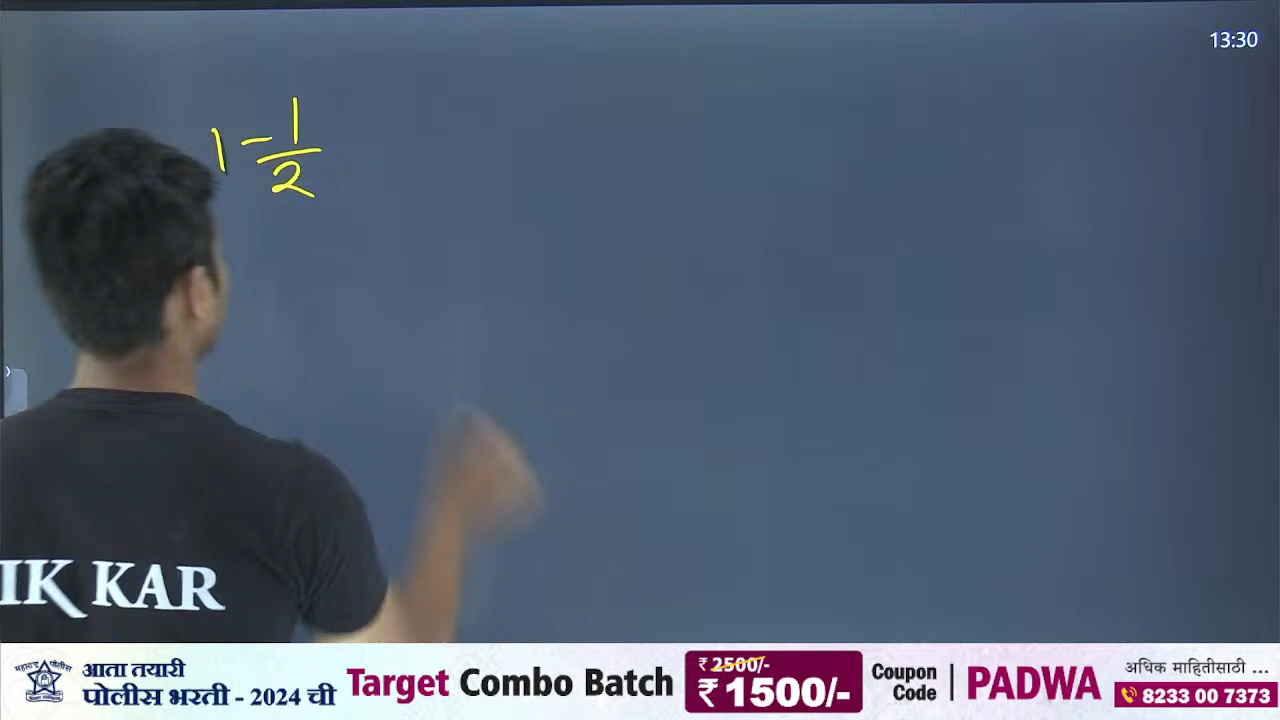 13:30
1 - 1/2
IK KAR
महाराष्ट्र पोलीस
आता तयारी
पोलीस भरती - 2024 ची
Target Combo Batch
₹ 2500/-
₹ 1500/-
Coupon
Code
PADWA
अधिक माहितीसाठी ...
8233 00 7373